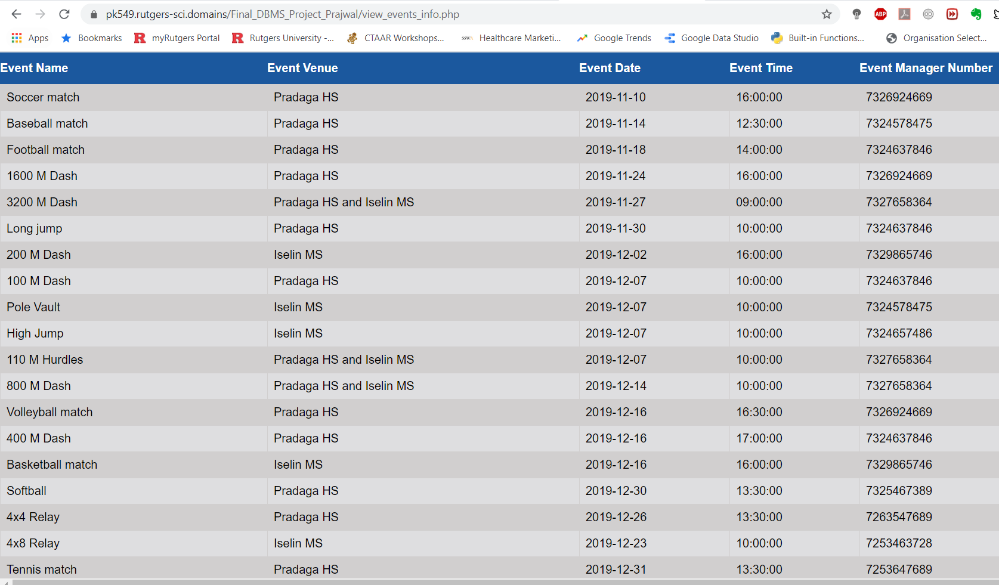 pk549.rutgers-sci.domains/Final_DBMS_Project_Prajwal/view_events_info.php ABP
Apps Bookmarks R myRutgers Portal R Rutgers University -... CTAAR Workshops... SSW Healthcare Marketi... Google Trends Google Data Studio Built-in Functions... Organisation Select...
Event Name Event Venue Event Date Event Time Event Manager Number
Soccer match Pradaga HS 2019-11-10 16:00:00 7326924669
Baseball match Pradaga HS 2019-11-14 12:30:00 7324578475
Football match Pradaga HS 2019-11-18 14:00:00 7324637846
1600 M Dash Pradaga HS 2019-11-24 16:00:00 7326924669
3200 M Dash Pradaga HS and Iselin MS 2019-11-27 09:00:00 7327658364
Long jump Pradaga HS 2019-11-30 10:00:00 7324637846
200 M Dash Iselin MS 2019-12-02 16:00:00 7329865746
100 M Dash Pradaga HS 2019-12-07 10:00:00 7324637846
Pole Vault Iselin MS 2019-12-07 10:00:00 7324578475
High Jump Iselin MS 2019-12-07 10:00:00 7324657486
110 M Hurdles Pradaga HS and Iselin MS 2019-12-07 10:00:00 7327658364
800 M Dash Pradaga HS and Iselin MS 2019-12-14 10:00:00 7327658364
Volleyball match Pradaga HS 2019-12-16 16:30:00 7326924669
400 M Dash Pradaga HS 2019-12-16 17:00:00 7324637846
Basketball match Iselin MS 2019-12-16 16:00:00 7329865746
Softball Pradaga HS 2019-12-30 13:30:00 7325467389
4x4 Relay Pradaga HS 2019-12-26 13:30:00 7263547689
4x8 Relay Iselin MS 2019-12-23 10:00:00 7253463728
Tennis match Pradaga HS 2019-12-31 13:30:00 7253647689